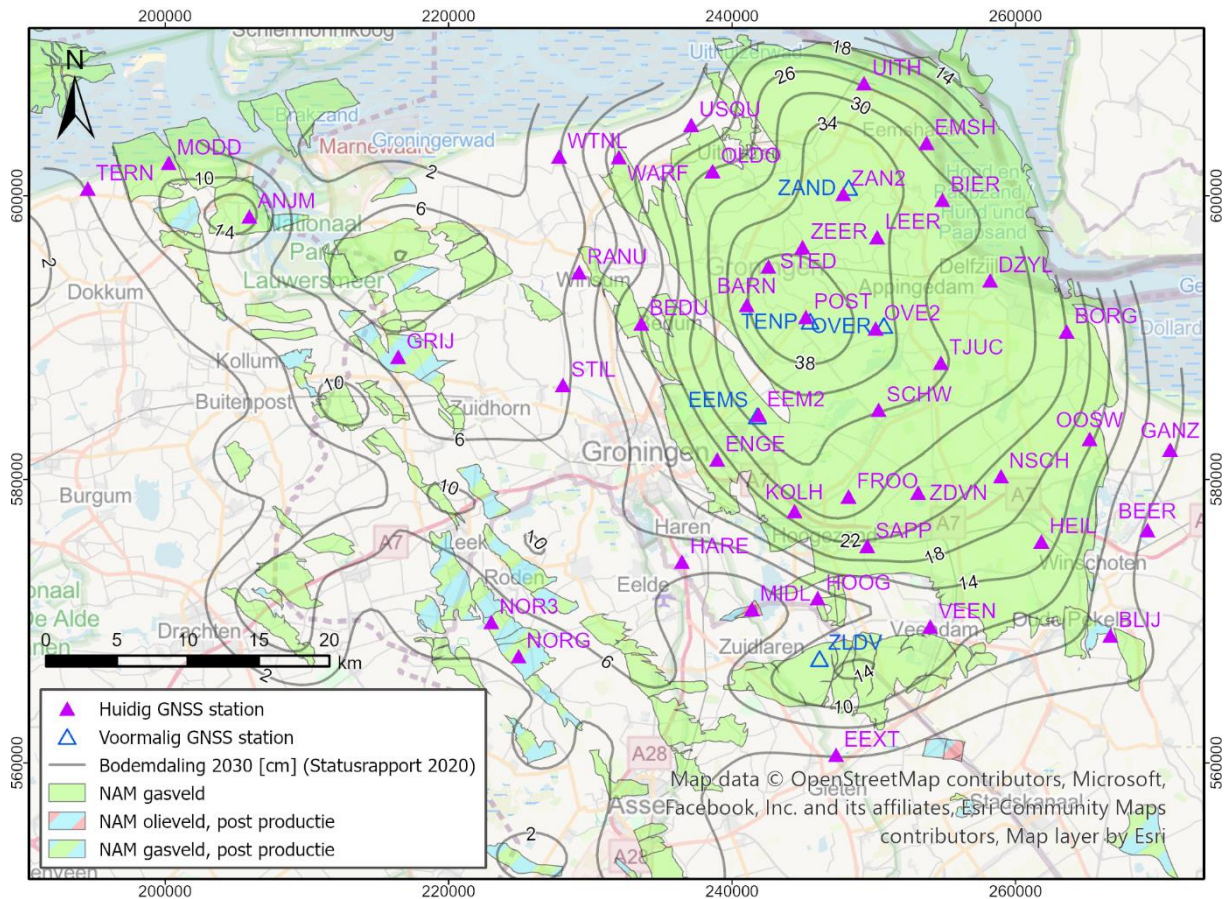 200000 220000 240000 260000
Schiermonnikoog
Uithuizerwad
N
18
14
26
UITH
Brakzand
30
USQU
Eemsha
EMSH
Groningerwad
34
MODD
Marnewaard
WTNL
2
OLDO
WARF
TERN
10
ZAND
ZAN2
BIER
600000
600000
ANJM
6
14
Nationaal
Park
Lauwersmeer
ZEER
LEER
STED
2
RANU
Winsum
Delfzijl
DZYL
Dokkum
BARN
Appingedam
BEDU
POST
TENP
OVER
OVE2
BORG
Dollard
GRIJ
Kollum
38
TJUC
STIL
10
Buitenpost
Zuidhorn
EEMS
EEM2
SCHW
6
OOSW
GANZ
Groningen
ENGE
580000
580000
NSCH
Burgum
10
KOLH
FROO
ZDVN
A7
BEER
A7
Haren
SAPP
Leek
10
22
HEIL
18
HARE
Roden
Eelde
Winschoten
14
HOOG
MIDL
Drachten
NOR3
VEEN
Veendam
BLIJ
Zuidlaren
NORG
ZLDV
6
0 5 10 15 20
km
14
2
10
Huidig GNSS station
Voormalig GNSS station
EEXT
560000
560000
A28
Bodemdaling 2030 [cm] (Statusrapport 2020)
Gieten
Map data © OpenStreetMap contributors, Microsoft,
NAM gasveld
Assen
Facebook, Inc. and its affiliates, Esri Community Maps
Stadskanaal
NAM olieveld, post productie
2
contributors, Map layer by Esri
NAM gasveld, post productie
A28
200000 220000 240000 260000